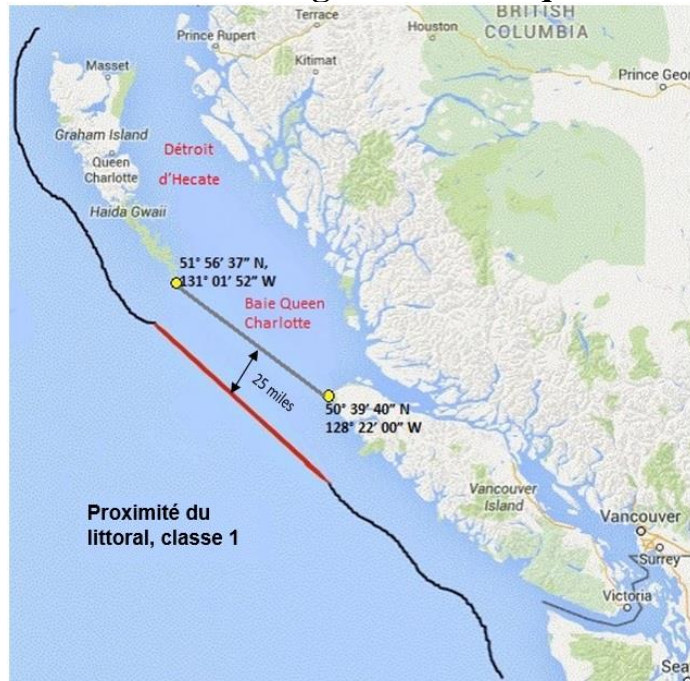 Terrace
BRITISH
COLUMBIA
Houston
Prince Rupert
Kitimat
Masset
Prince Geor
Graham Island
Détroit
d'Hecate
Queen
Charlotte
Haida Gwaii
51° 56' 37" N,
131° 01' 52" W
Baie Queen
Charlotte
25 miles
50° 39' 40" N
128° 22' 00" W
Proximité du
littoral, classe 1
Vancouver
Island
Vancouver
Surrey
Victoria
Sea